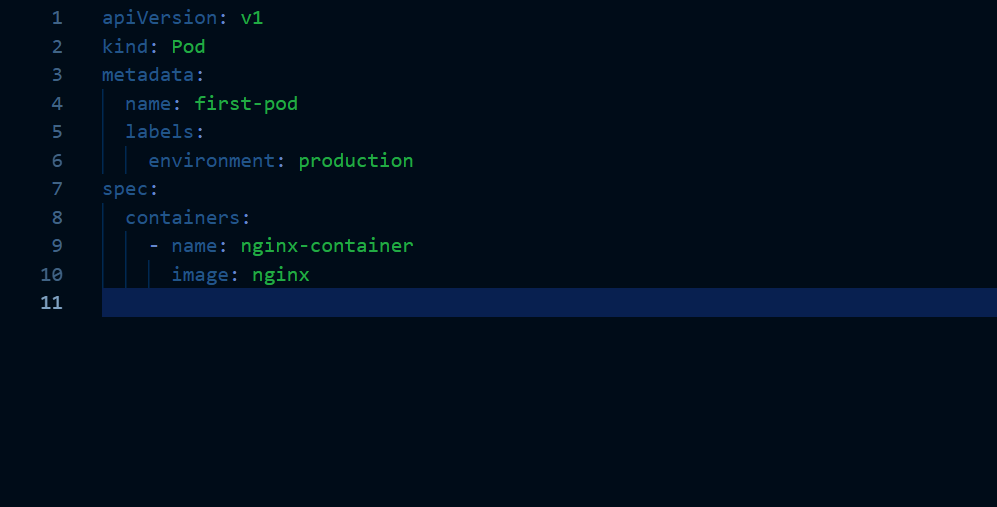 1 apiVersion: v1
2 kind: Pod
3 metadata:
4   name: first-pod
5   labels:
6     environment: production
7 spec:
8   containers:
9     - name: nginx-container
10       image: nginx
11